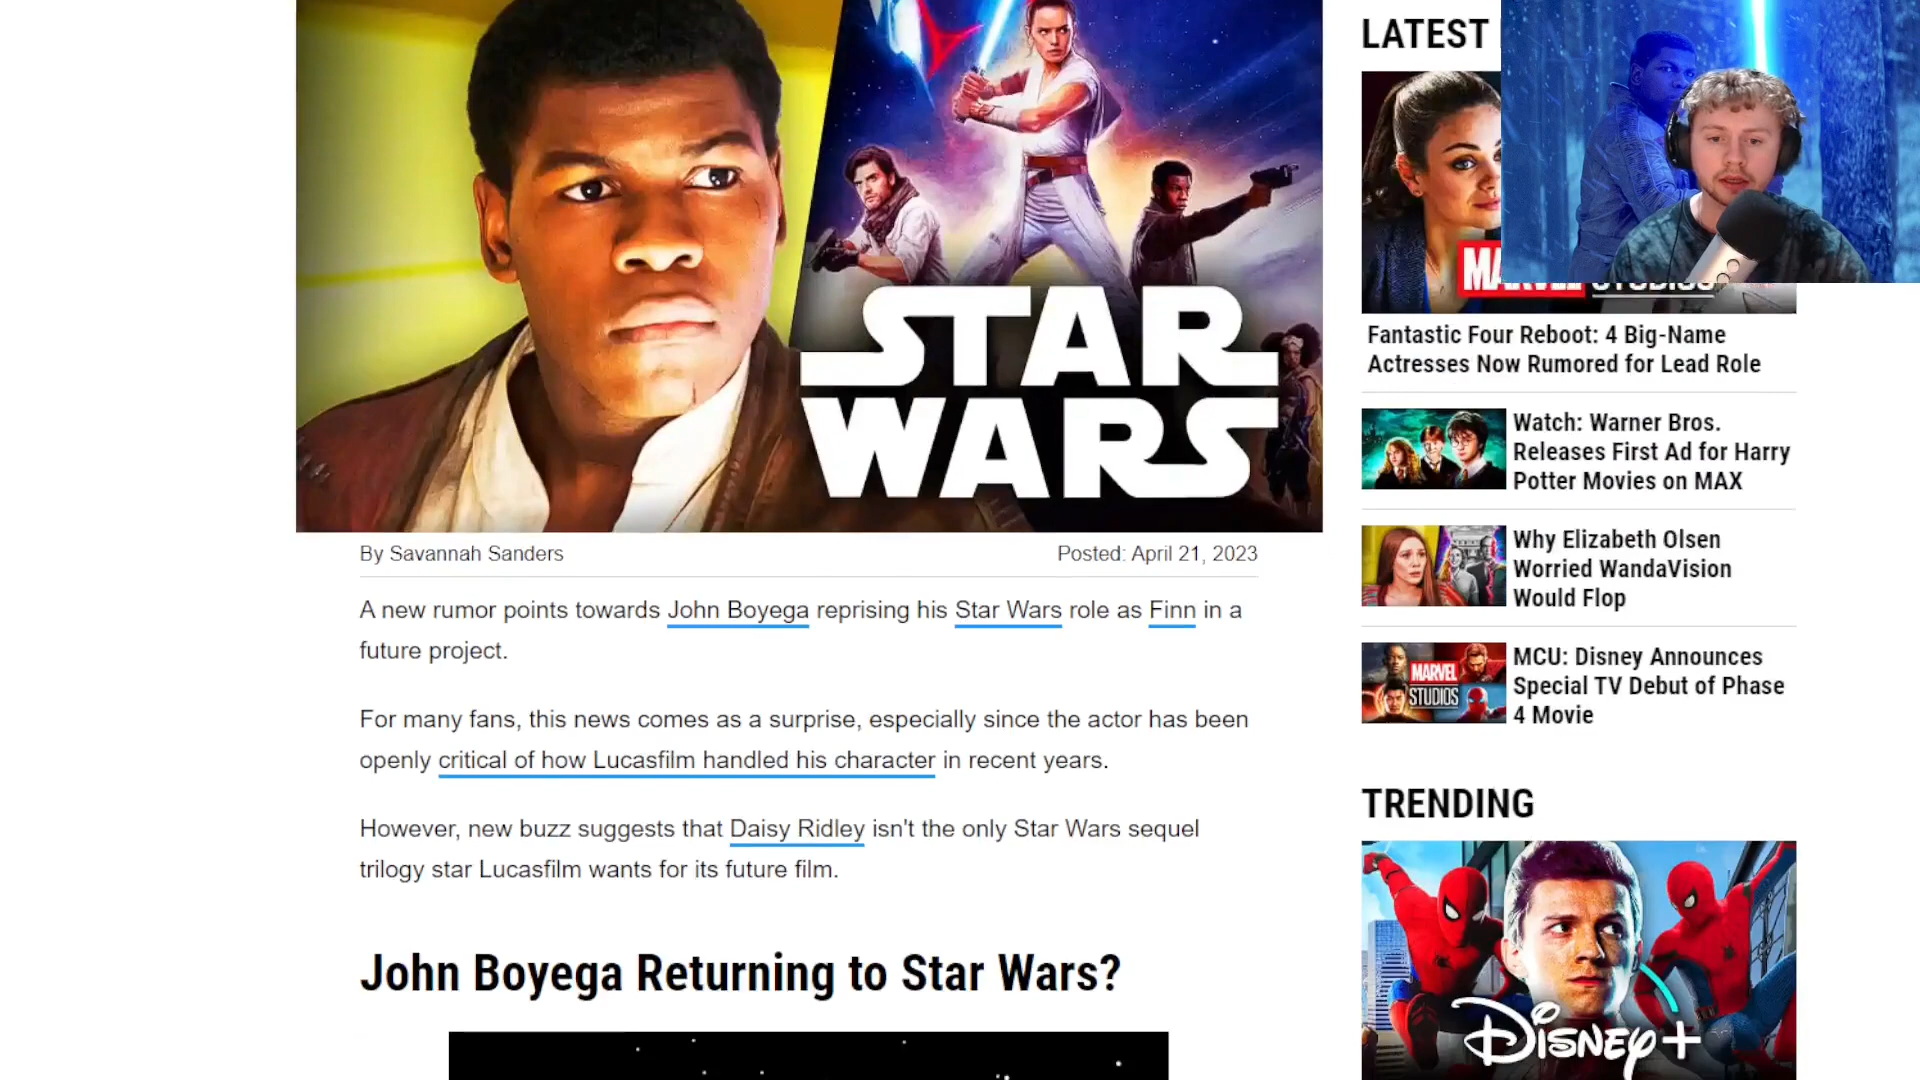 STAR
WARS
By Savannah Sanders
Posted: April 21, 2023
A new rumor points towards John Boyega reprising his Star Wars role as Finn in a
future project.
For many fans, this news comes as a surprise, especially since the actor has been
openly critical of how Lucasfilm handled his character in recent years.
However, new buzz suggests that Daisy Ridley isn't the only Star Wars sequel
trilogy star Lucasfilm wants for its future film.
John Boyega Returning to Star Wars?
LATEST
Fantastic Four Reboot: 4 Big-Name
Actresses Now Rumored for Lead Role
Watch: Warner Bros.
Releases First Ad for Harry
Potter Movies on MAX
Why Elizabeth Olsen
Worried WandaVision
Would Flop
MARVEL
STUDIOS
MCU: Disney Announces
Special TV Debut of Phase
4 Movie
TRENDING
Disney+